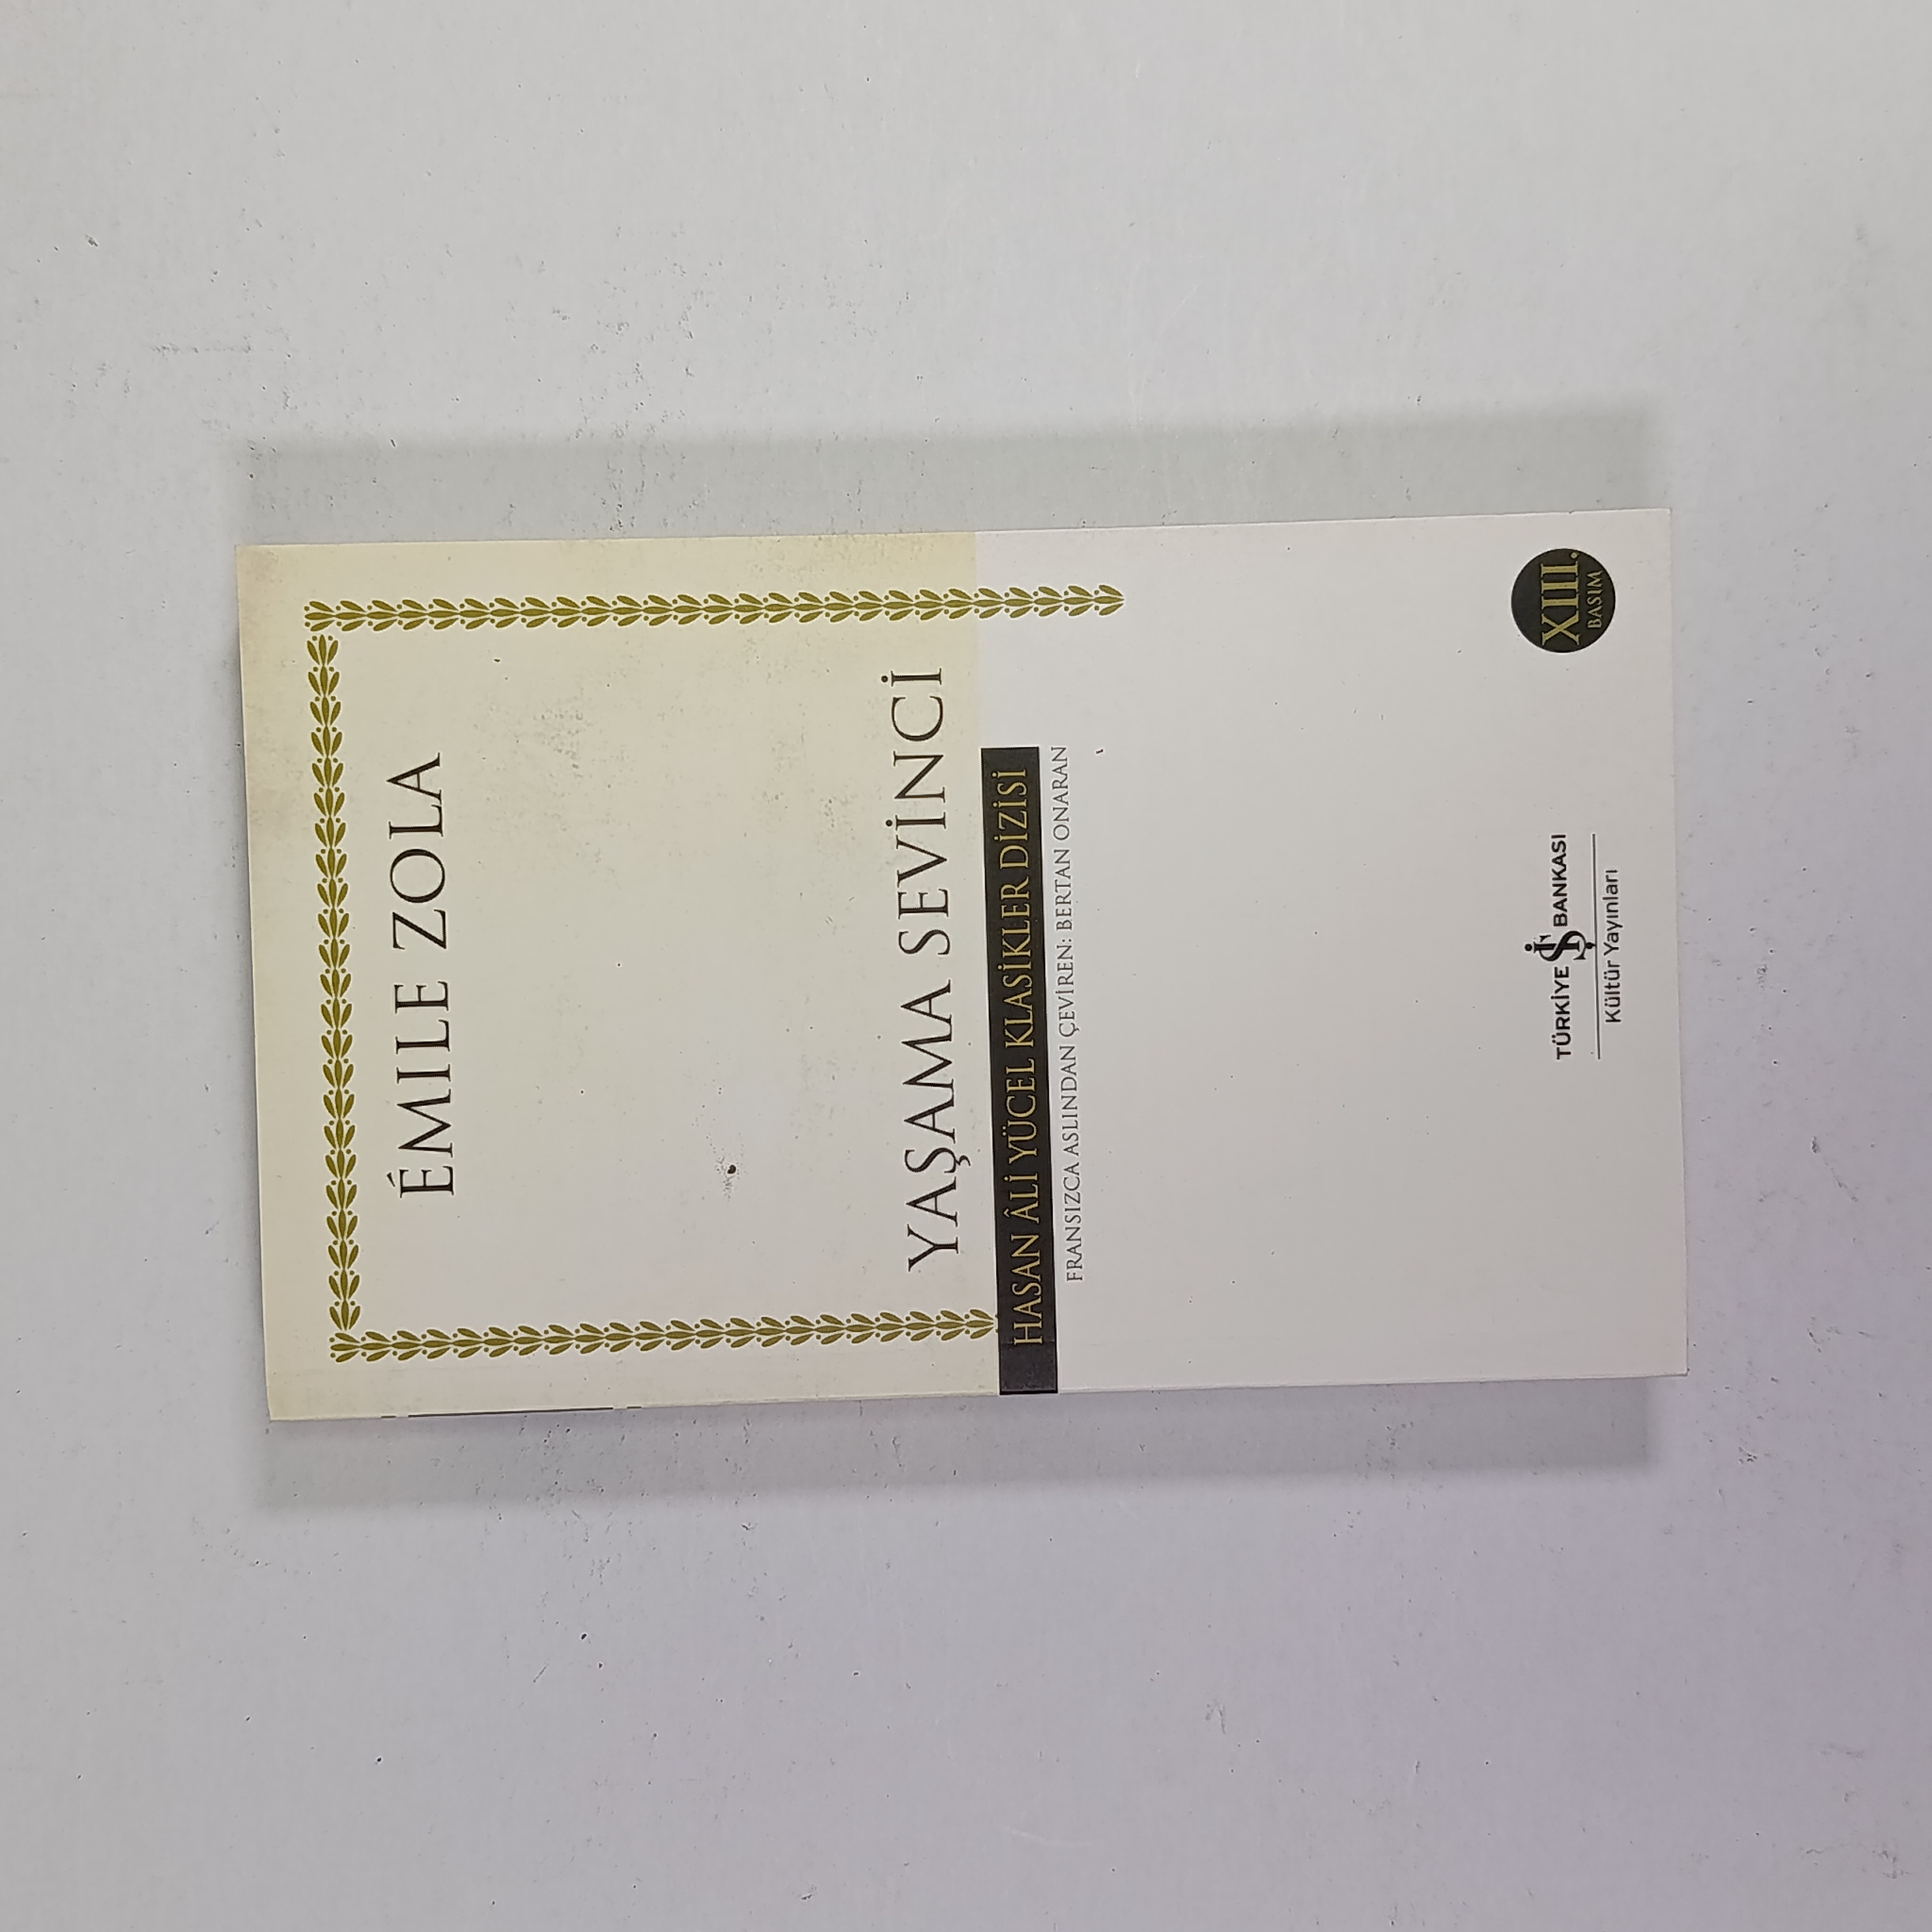 ÉMILE ZOLA
YAŞAMA SEVİNCİ
HASAN ÂLİ YÜCEL KLASİKLER DİZİSİ
FRANSIZCA ASLINDAN ÇEVİREN: BERTAN ONARAN
TÜRKİYE İŞ BANKASI
Kültür Yayınları
XIII.
BASIM